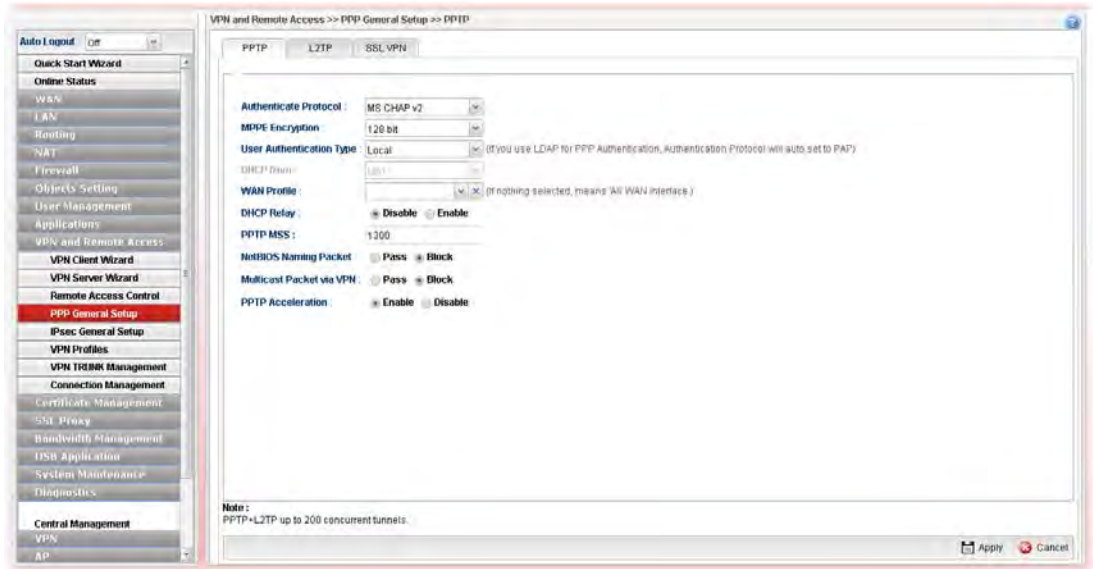 VPN and Remote Access >> PPP General Setup >> PPTP
Auto Logout Off
Quick Start Wizard
Online Status
WAN
LAN
Routing
NAT
Firewall
Objects Setting
User Management
Applications
VPN and Remote Access
VPN Client Wizard
VPN Server Wizard
Remote Access Control
PPP General Setup
IPsec General Setup
VPN Profiles
VPN TRUNK Management
Connection Management
Certificate Management
SSL Proxy
Bandwidth Management
USB Application
System Maintenance
Diagnostics
Central Management
VPN
AP
PPTP L2TP SSL VPN
Authenticate Protocol : MS CHAP v2
MPPE Encryption : 128 bit
User Authentication Type : Local (If you use LDAP for PPP Authentication, Authentication Protocol will auto set to PAP)
DHCP
WAN Profile : (If nothing selected, means 'All WAN interface.)
DHCP Relay : Disable Enable
PPTP MSS : 1300
NetBIOS Naming Packet Pass Block
Multicast Packet via VPN : Pass Block
PPTP Acceleration : Enable Disable
Note :
PPTP+L2TP up to 200 concurrent tunnels.
Apply Cancel